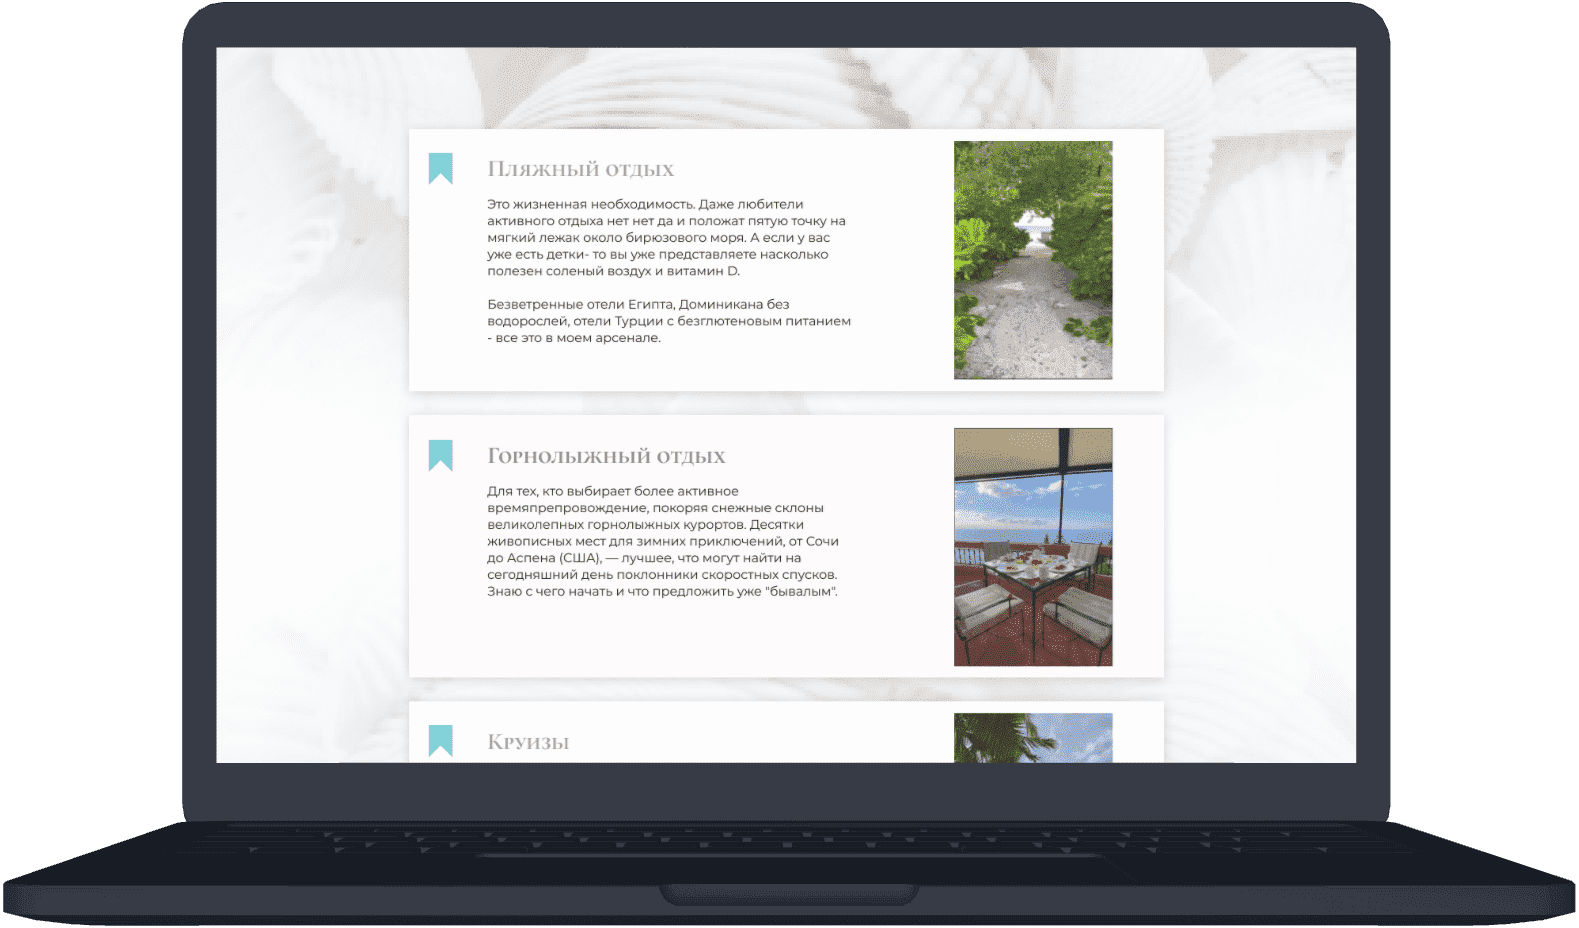 Пляжный отдых
Это жизненная необходимость. Даже любители
активного отдыха нет нет да и положат пятую точку на
мягкий лежак около бирюзового моря. А если у вас
уже есть детки- то вы уже представляете насколько
полезен соленый воздух и витамин D.
Безветренные отели Египта, Доминикана без
водорослей, отели Турции с безглютеновым питанием
- все это в моем арсенале.
Горнолыжный отдых
Для тех, кто выбирает более активное
времяпрепровождение, покоряя снежные склоны
великолепных горнолыжных курортов. Десятки
живописных мест для зимних приключений, от Сочи
до Аспена (США), — лучшее, что могут найти на
сегодняшний день поклонники скоростных спусков.
Знаю с чего начать и что предложить уже "бывалым".
Круизы